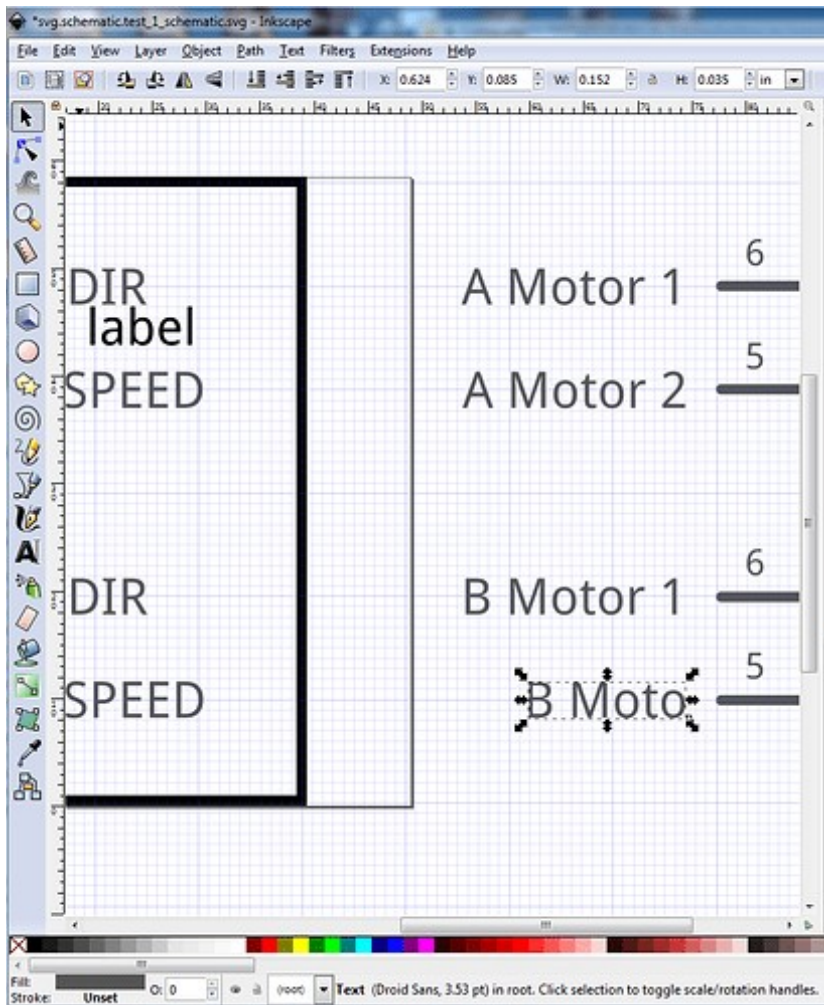 *svg.schematic.test_1_schematic.svg - Inkscape
File Edit View Layer Object Path Text Filters Extensions Help
X: 0.624 Y: 0.085 W: 0.152 H: 0.035 in
6
DIR A Motor 1
label
5
SPEED A Motor 2
6
DIR B Motor 1
5
SPEED B Moto
Fill: O: 0 (root) Text (Droid Sans, 3.53 pt) in root. Click selection to toggle scale/rotation handles.
Stroke: Unset